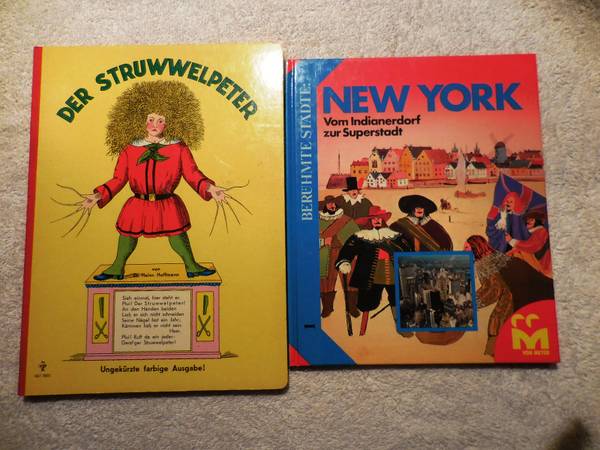 DER STRUWWELPETER
von
Dr. Heinr. Hoffmann
Sieh einmal, hier steht er,
Pfui! Der Struwwelpeter!
An den Händen beiden
Ließ er sich nicht schneiden
Seine Nägel fast ein Jahr;
Kämmen ließ er nicht sein
Haar.
Pfui! Ruft da ein jeder:
Garst'ger Struwwelpeter!
Ungekürzte farbige Ausgabe!
BERÜHMTE STÄDTE
NEW YORK
Vom Indianerdorf
zur Superstadt
M
VON MEYER